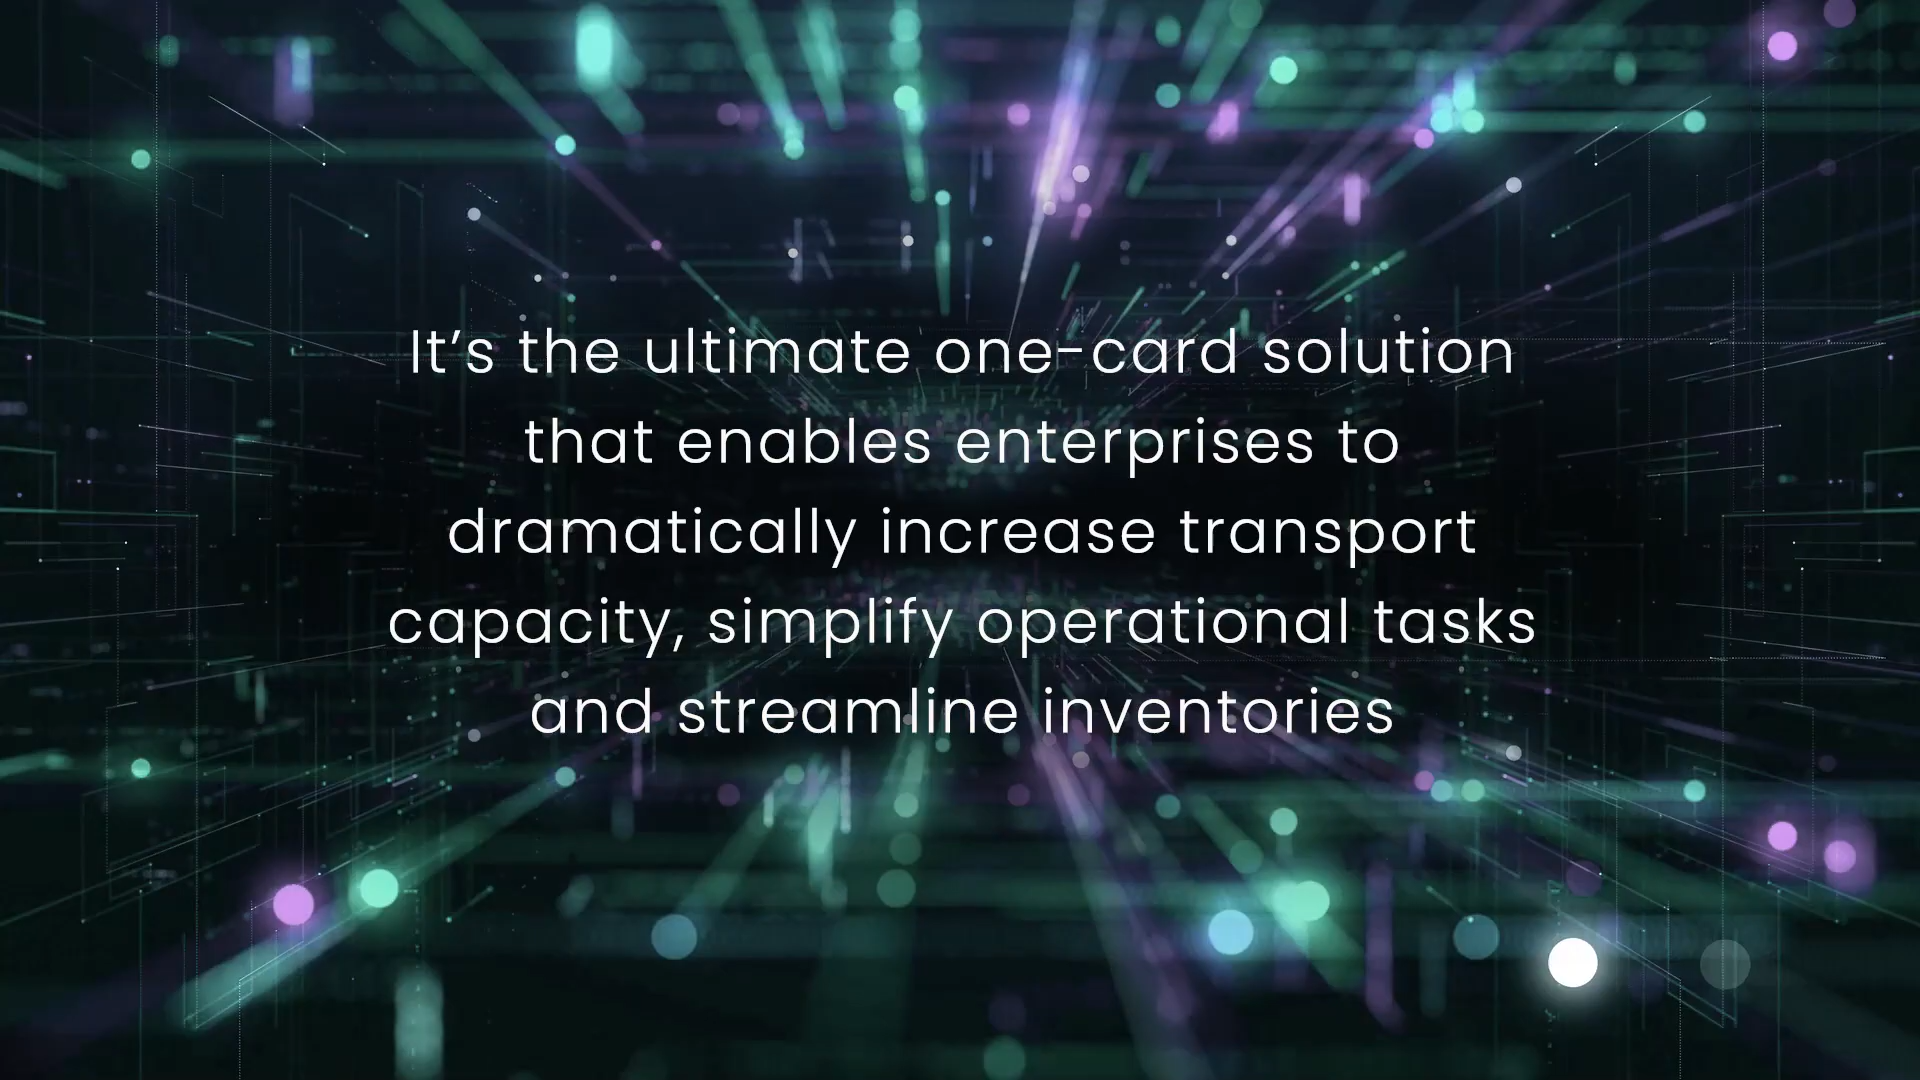 It’s the ultimate one-card solution
that enables enterprises to
dramatically increase transport
capacity, simplify operational tasks
and streamline inventories